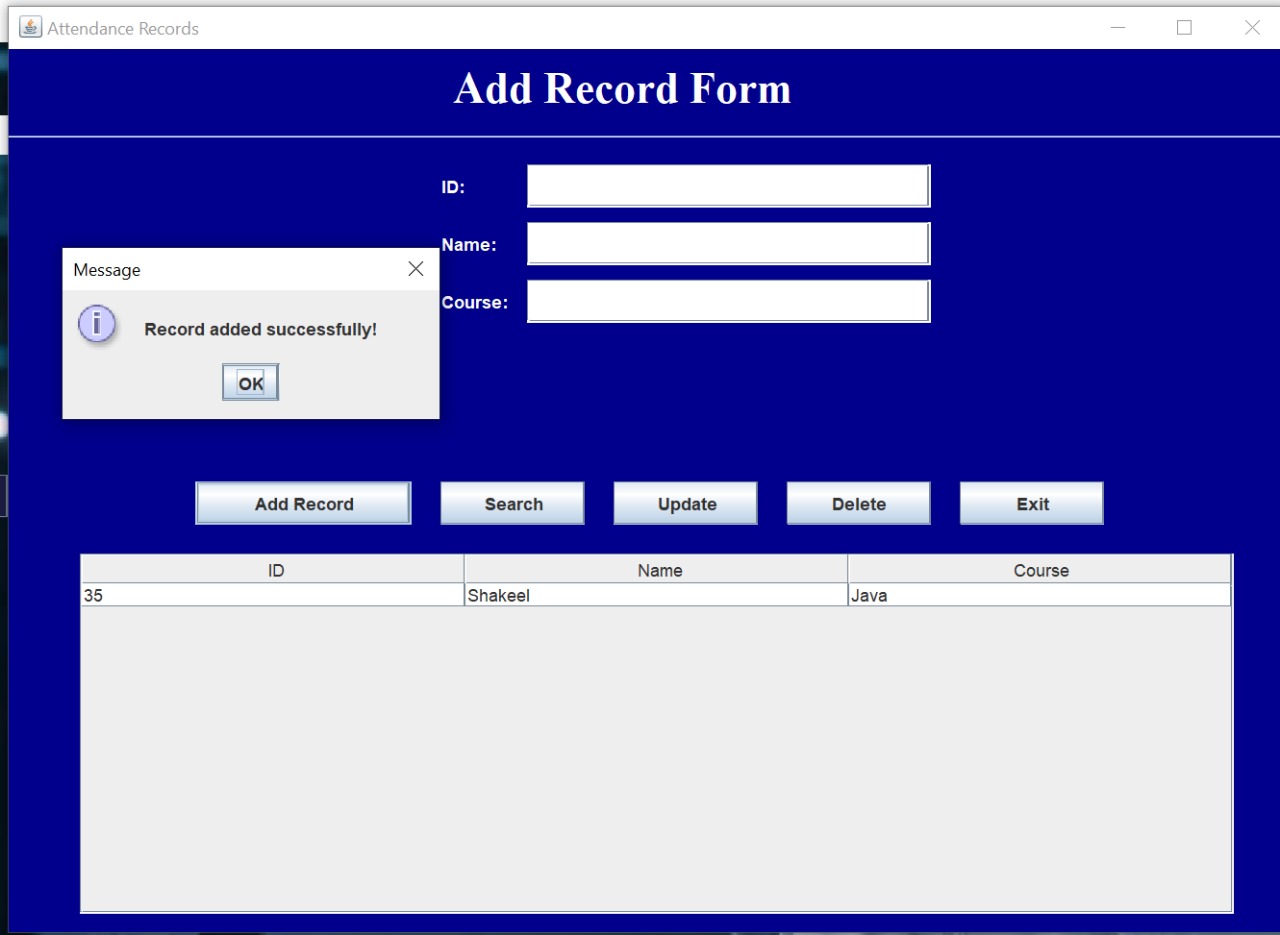 Attendance Records
Add Record Form
ID:
Name:
Course:
Message
Record added successfully!
OK
Add Record Search Update Delete Exit
ID Name Course
35 Shakeel Java